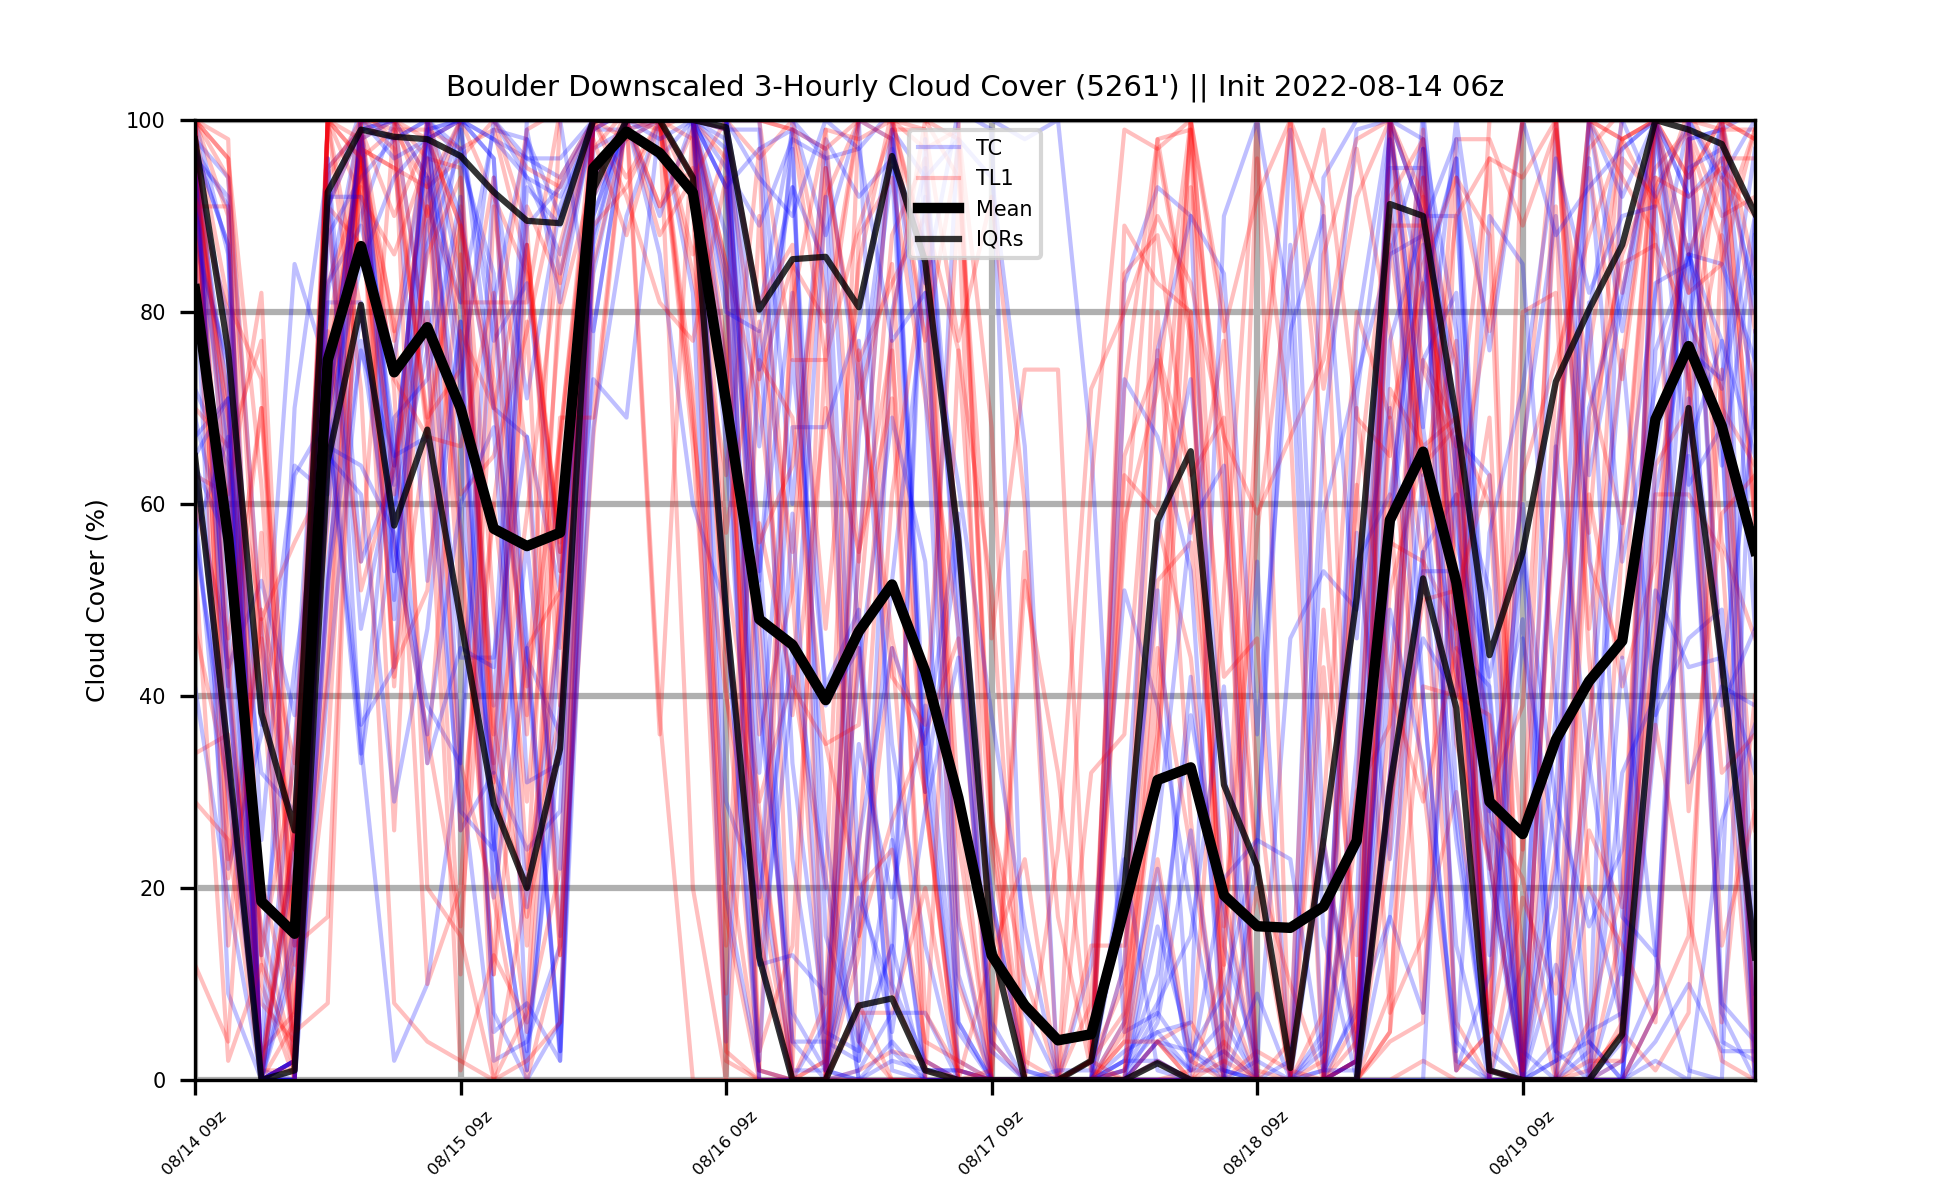 Boulder Downscaled 3-Hourly Cloud Cover (5261') || Init 2022-08-14 06z
Cloud Cover (%)
100
80
60
40
20
0
TC
TL1
Mean
IQRs
08/14 09z
08/15 09z
08/16 09z
08/17 09z
08/18 09z
08/19 09z